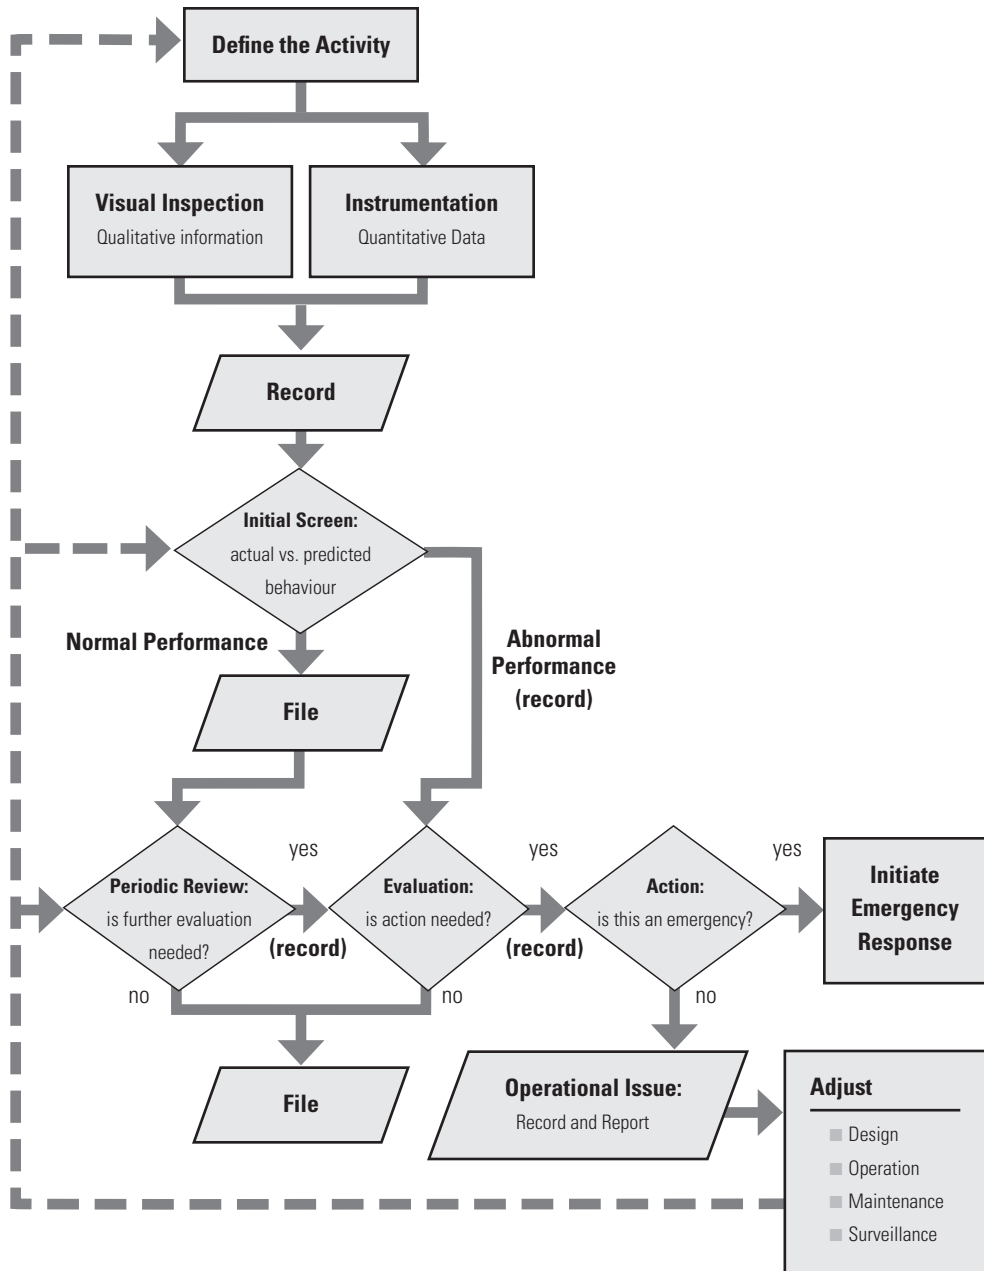 Define the Activity
Visual Inspection
Qualitative information
Instrumentation
Quantitative Data
Record
Initial Screen:
actual vs. predicted
behaviour
Normal Performance
Abnormal
Performance
(record)
File
Periodic Review:
is further evaluation
needed?
yes
(record)
no
Evaluation:
is action needed?
yes
(record)
no
Action:
is this an emergency?
yes
no
Initiate
Emergency
Response
File
Operational Issue:
Record and Report
Adjust
Design
Operation
Maintenance
Surveillance